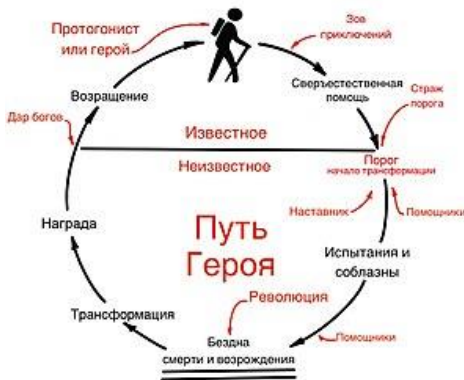 Протогонист
или герой
Зов
приключений
Сверъестественная
помощь
Страж
порога
Возращение
Дар богов
Известное
Неизвестное
Порог
начало трансформации
Наставник
Помощники
Награда
Путь
Героя
Испытания и
соблазны
Революция
Трансформация
Помощники
Бездна
смерти и возрождения